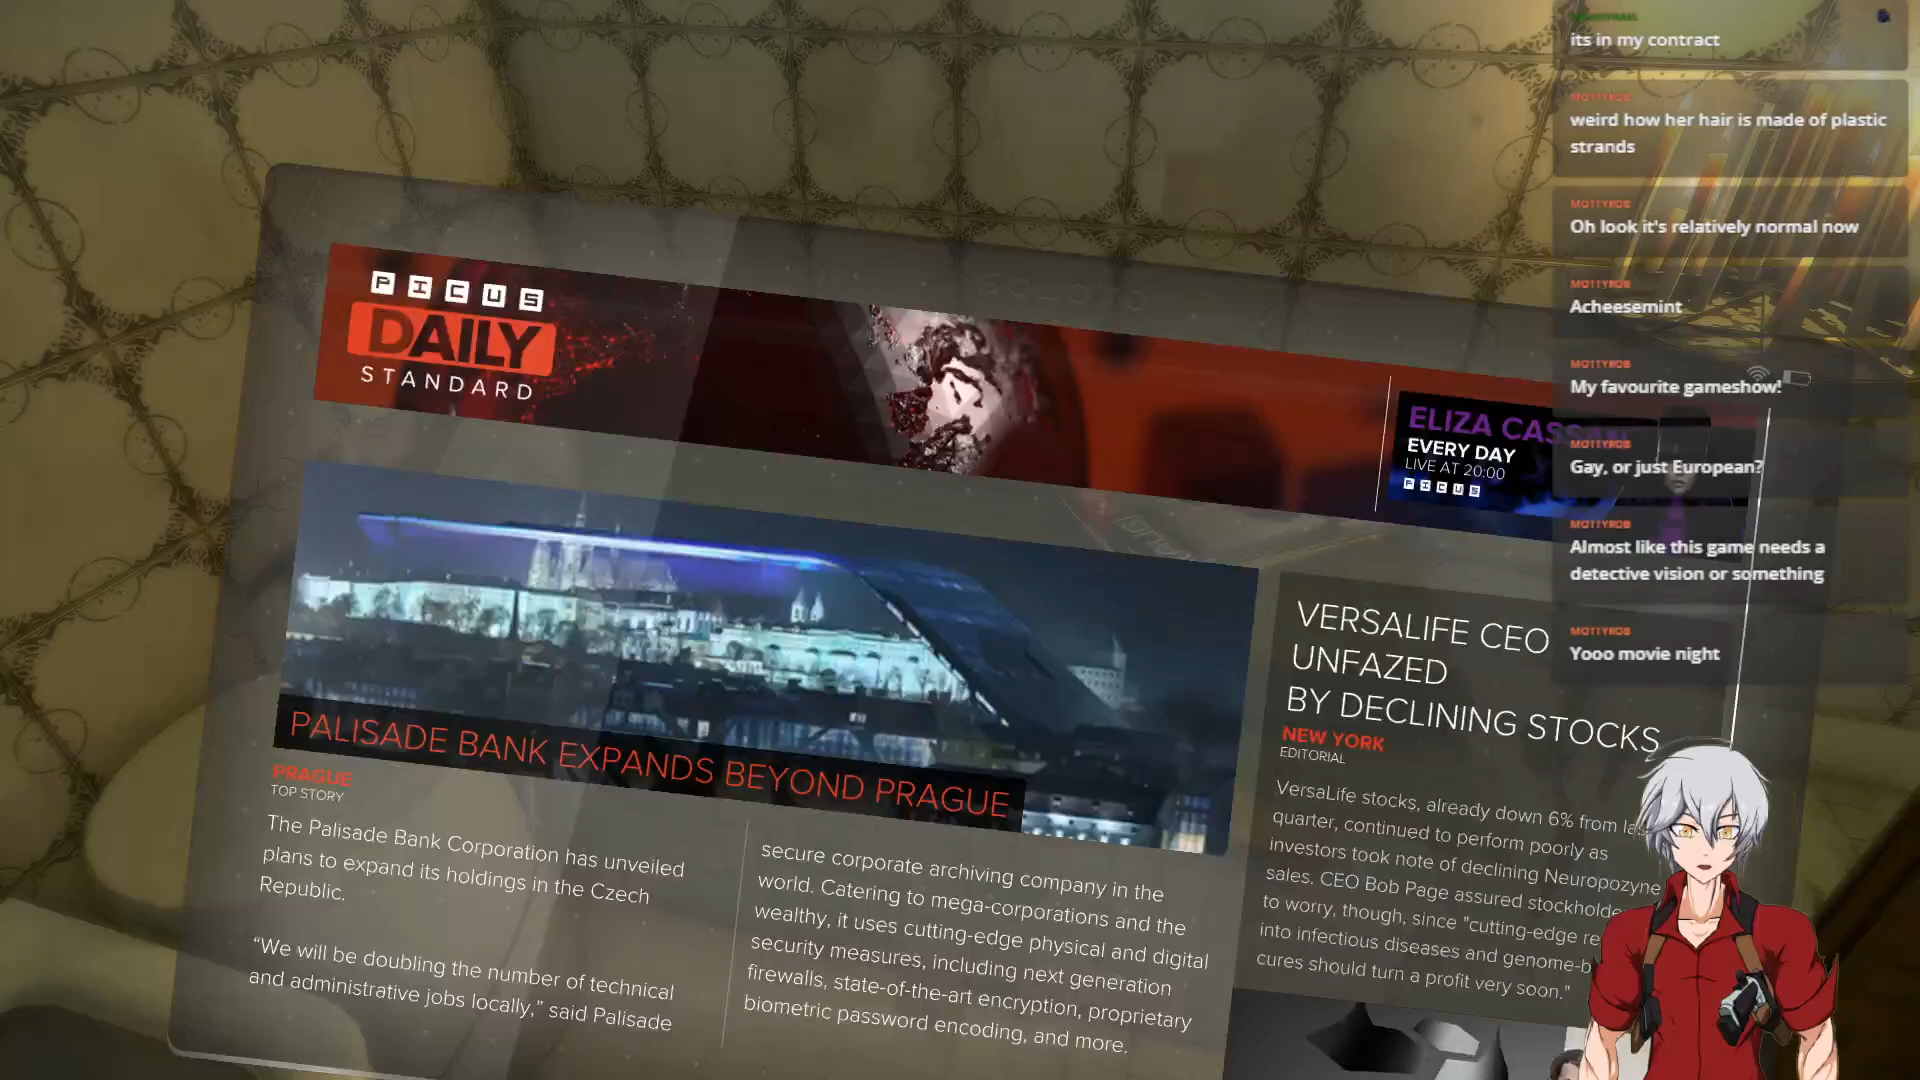 PICUS
DAILY
STANDARD
ELIZA CASS
EVERY DAY
LIVE AT 20:00
PICUS
PALISADE BANK EXPANDS BEYOND PRAGUE
PRAGUE
TOP STORY
The Palisade Bank Corporation has unveiled
plans to expand its holdings in the Czech
Republic.
“We will be doubling the number of technical
and administrative jobs locally,” said Palisade
secure corporate archiving company in the
world. Catering to mega-corporations and the
wealthy, it uses cutting-edge physical and digital
security measures, including next generation
firewalls, state-of-the-art encryption, proprietary
biometric password encoding, and more.
VERSALIFE CEO
UNFAZED
BY DECLINING STOCKS
NEW YORK
EDITORIAL
VersaLife stocks, already down 6% from las
quarter, continued to perform poorly as
investors took note of declining Neuropozyne
sales. CEO Bob Page assured stockholde
to worry, though, since "cutting-edge re
into infectious diseases and genome-b
cures should turn a profit very soon."
its in my contract
MOTTYROB
weird how her hair is made of plastic
strands
MOTTYROB
Oh look it's relatively normal now
MOTTYROB
Acheesemint
MOTTYROB
My favourite gameshow!
MOTTYROB
Gay, or just European?
MOTTYROB
Almost like this game needs a
detective vision or something
MOTTYROB
Yooo movie night